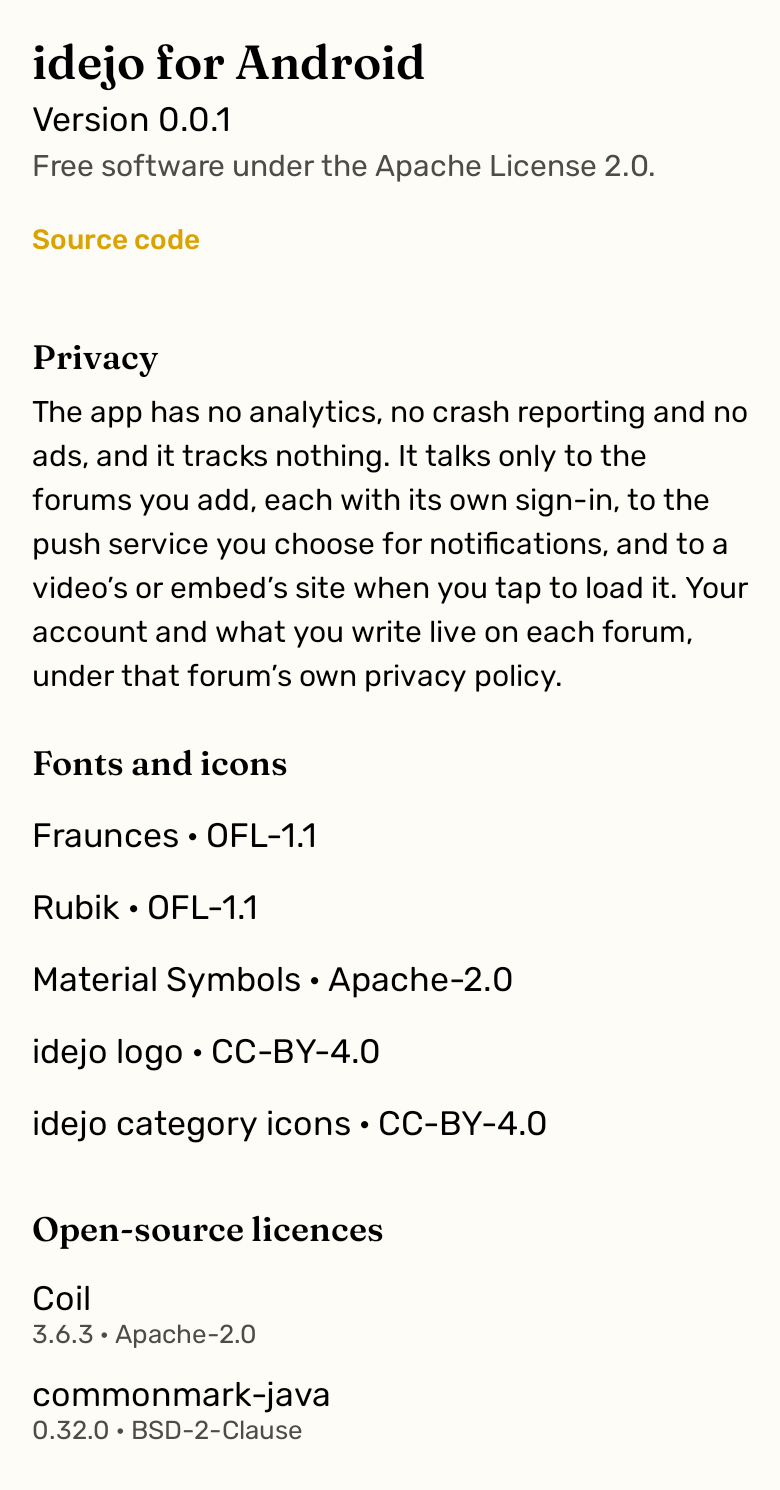 idejo for Android
Version 0.0.1
Free software under the Apache License 2.0.
Source code
Privacy
The app has no analytics, no crash reporting and no
ads, and it tracks nothing. It talks only to the
forums you add, each with its own sign-in, to the
push service you choose for notifications, and to a
video’s or embed’s site when you tap to load it. Your
account and what you write live on each forum,
under that forum’s own privacy policy.
Fonts and icons
Fraunces • OFL-1.1
Rubik • OFL-1.1
Material Symbols • Apache-2.0
idejo logo • CC-BY-4.0
idejo category icons • CC-BY-4.0
Open-source licences
Coil
3.6.3 • Apache-2.0
commonmark-java
0.32.0 • BSD-2-Clause